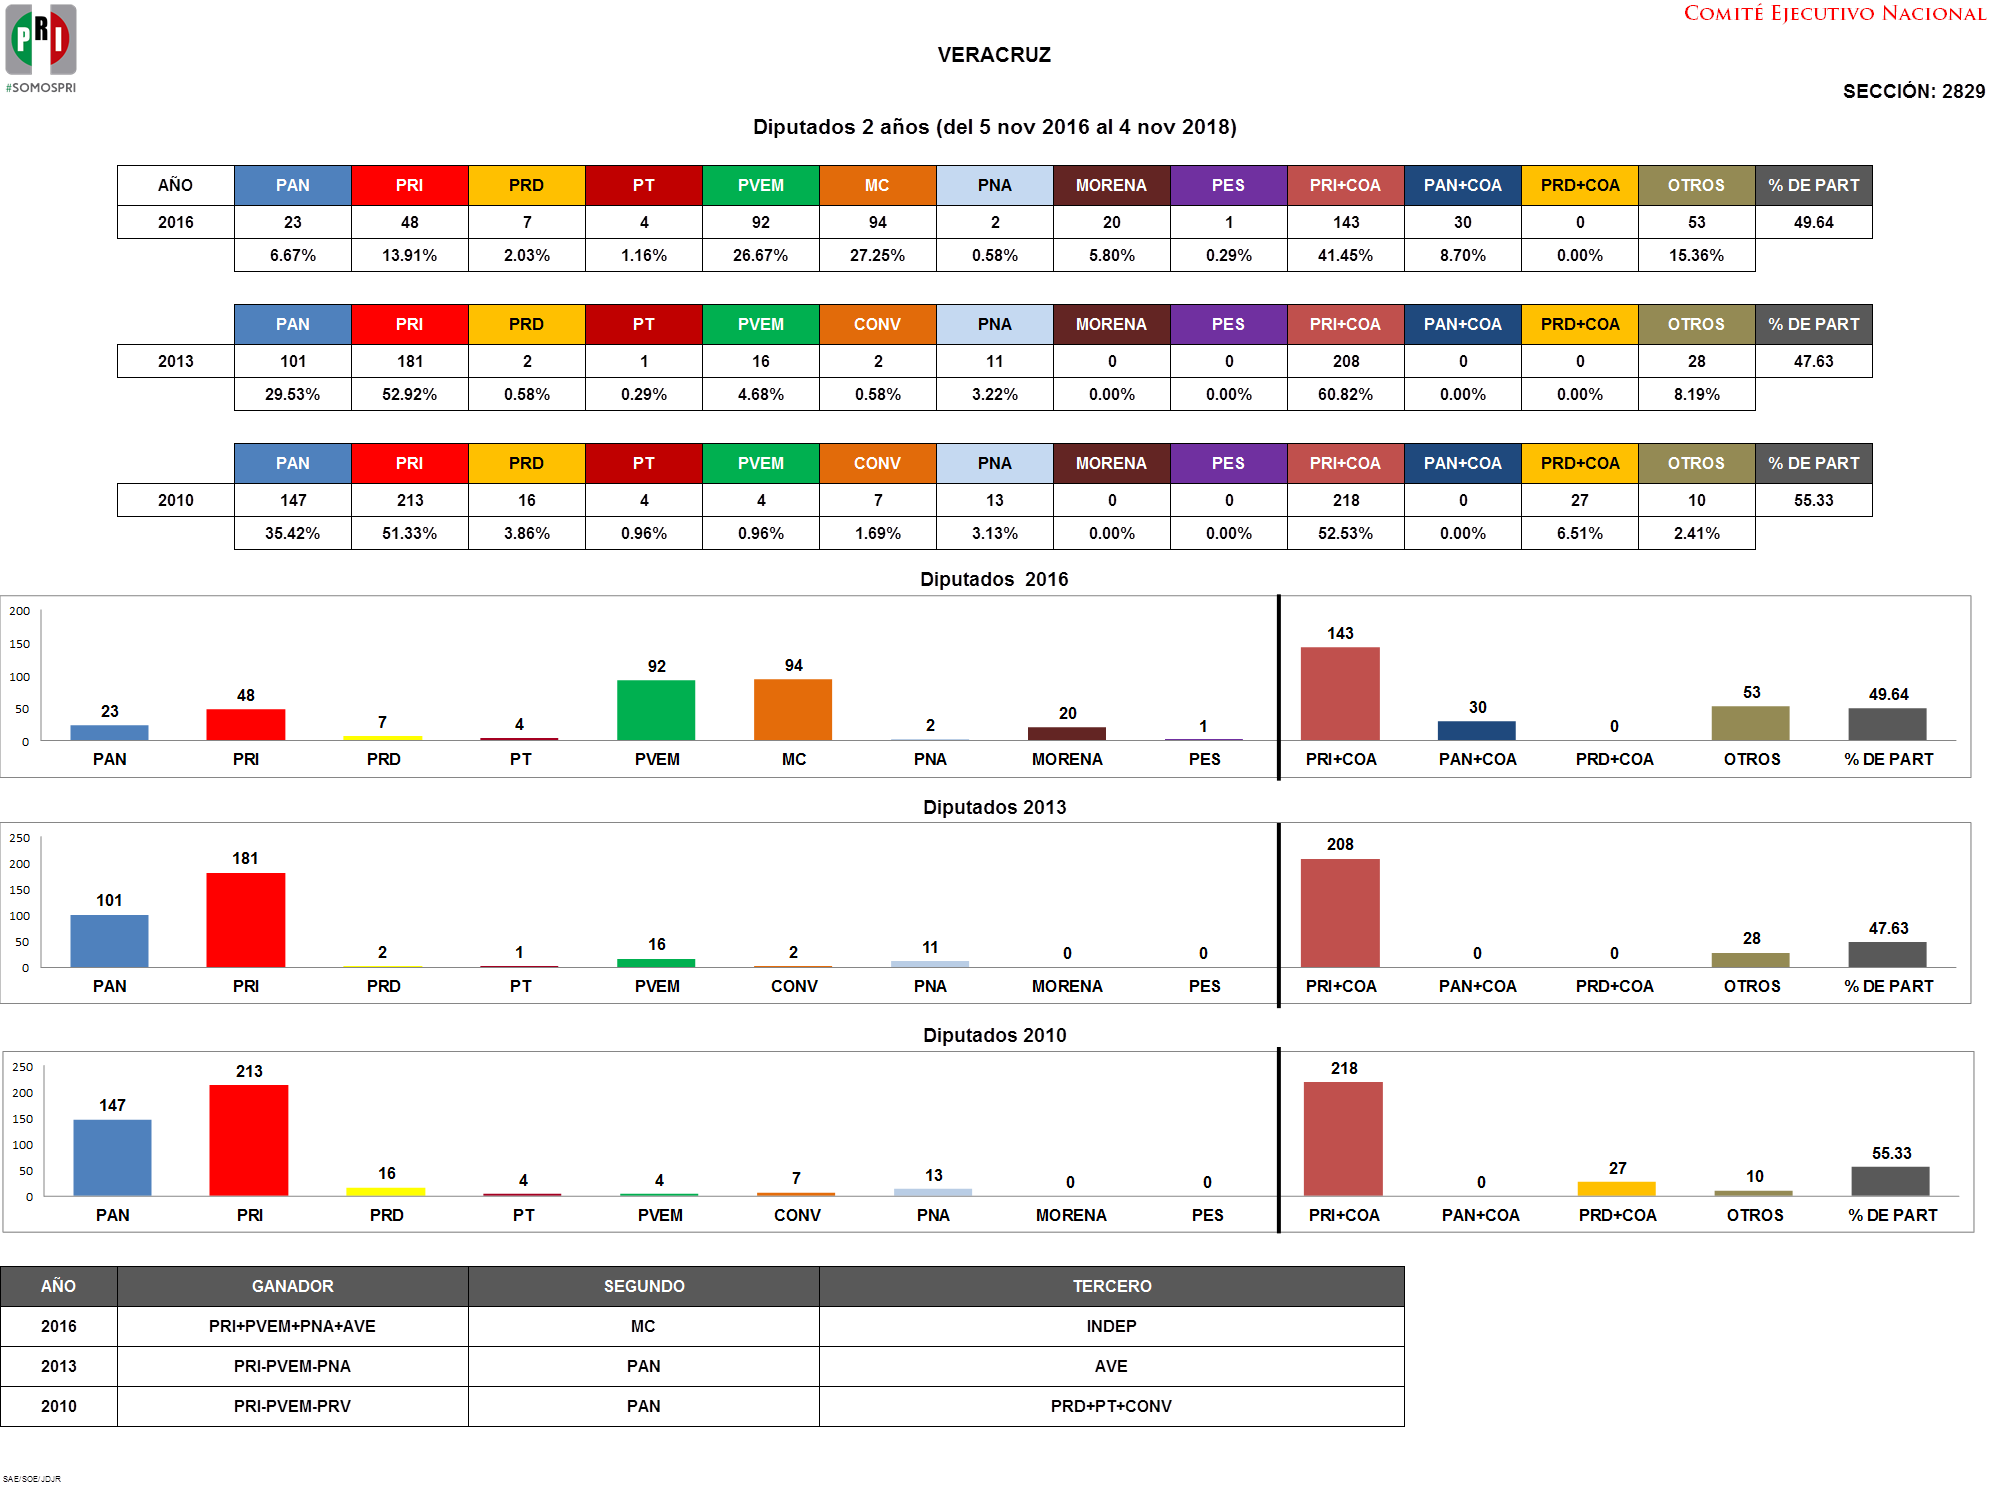 PRI
#SOMOSPRI
COMITÉ EJECUTIVO NACIONAL
VERACRUZ
SECCIÓN: 2829
Diputados 2 años (del 5 nov 2016 al 4 nov 2018)
AÑO PAN PRI PRD PT PVEM MC PNA MORENA PES PRI+COA PAN+COA PRD+COA OTROS % DE PART
2016 23 48 7 4 92 94 2 20 1 143 30 0 53 49.64
6.67% 13.91% 2.03% 1.16% 26.67% 27.25% 0.58% 5.80% 0.29% 41.45% 8.70% 0.00% 15.36%
PAN PRI PRD PT PVEM CONV PNA MORENA PES PRI+COA PAN+COA PRD+COA OTROS % DE PART
2013 101 181 2 1 16 2 11 0 0 208 0 0 28 47.63
29.53% 52.92% 0.58% 0.29% 4.68% 0.58% 3.22% 0.00% 0.00% 60.82% 0.00% 0.00% 8.19%
PAN PRI PRD PT PVEM CONV PNA MORENA PES PRI+COA PAN+COA PRD+COA OTROS % DE PART
2010 147 213 16 4 4 7 13 0 0 218 0 27 10 55.33
35.42% 51.33% 3.86% 0.96% 0.96% 1.69% 3.13% 0.00% 0.00% 52.53% 0.00% 6.51% 2.41%
Diputados 2016
200
150
100
50
0
23 48 7 4 92 94 2 20 1 143 30 0 53 49.64
PAN PRI PRD PT PVEM MC PNA MORENA PES PRI+COA PAN+COA PRD+COA OTROS % DE PART
Diputados 2013
250
200
150
100
50
0
101 181 2 1 16 2 11 0 0 208 0 0 28 47.63
PAN PRI PRD PT PVEM CONV PNA MORENA PES PRI+COA PAN+COA PRD+COA OTROS % DE PART
Diputados 2010
250
200
150
100
50
0
147 213 16 4 4 7 13 0 0 218 0 27 10 55.33
PAN PRI PRD PT PVEM CONV PNA MORENA PES PRI+COA PAN+COA PRD+COA OTROS % DE PART
AÑO GANADOR SEGUNDO TERCERO
2016 PRI+PVEM+PNA+AVE MC INDEP
2013 PRI-PVEM-PNA PAN AVE
2010 PRI-PVEM-PRV PAN PRD+PT+CONV
SAE/SOE/JDJR